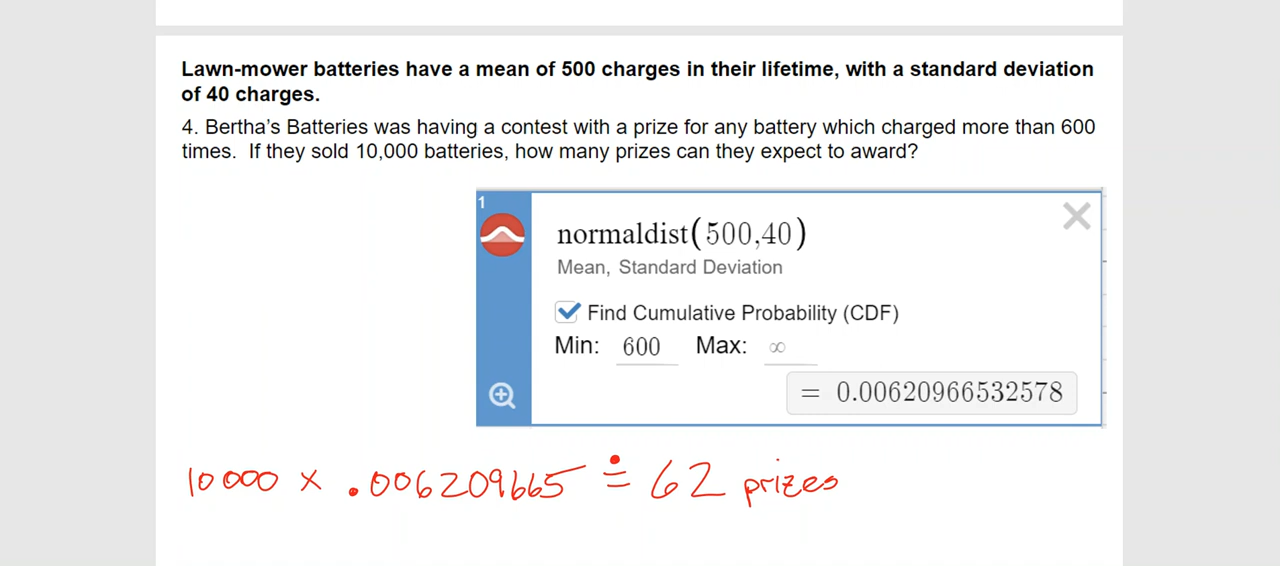 Lawn-mower batteries have a mean of 500 charges in their lifetime, with a standard deviation
of 40 charges.
4. Bertha's Batteries was having a contest with a prize for any battery which charged more than 600
times.  If they sold 10,000 batteries, how many prizes can they expect to award?
1
normaldist(500,40)
Mean, Standard Deviation
Find Cumulative Probability (CDF)
Min: 600 Max: ∞
= 0.00620966532578
10000 × .006209665 ≐ 62 prizes